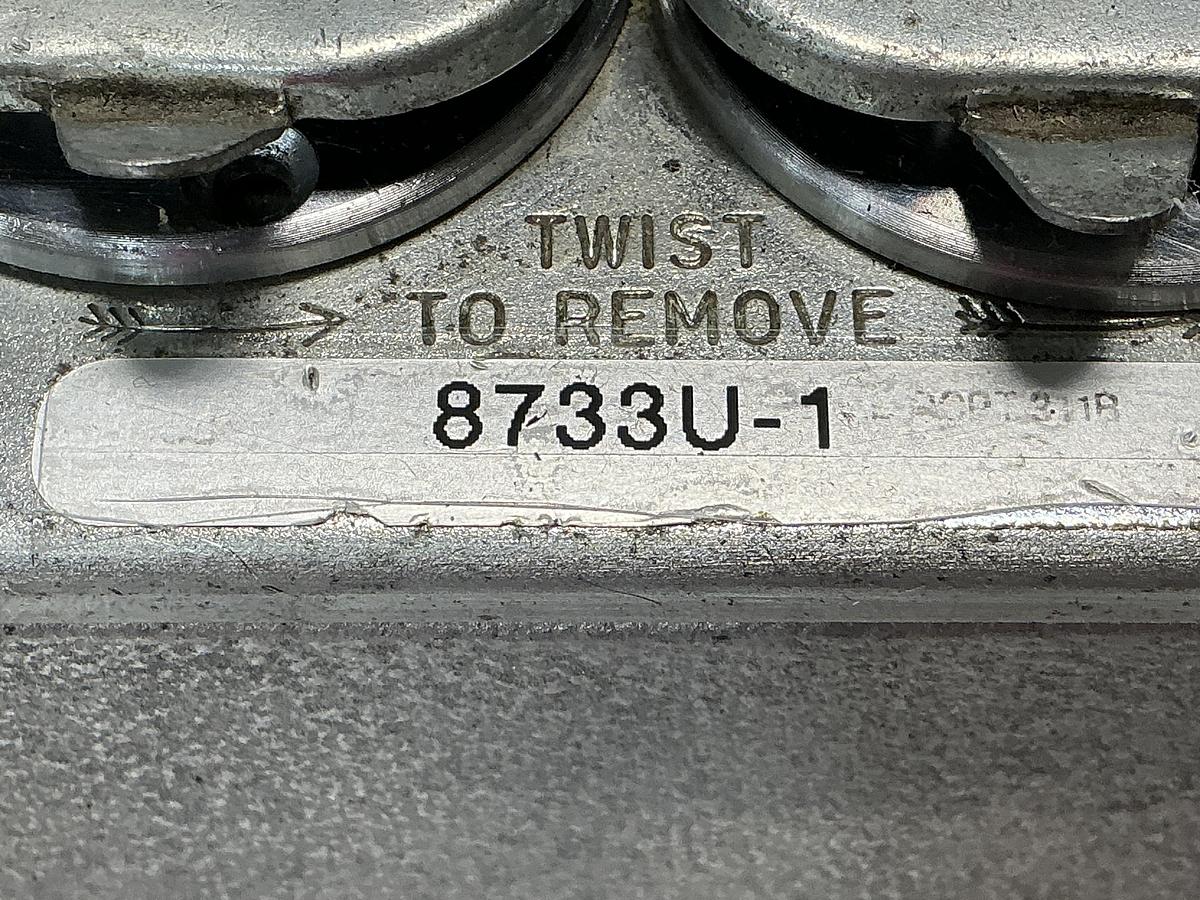 TWIST
TO REMOVE
8733U-1